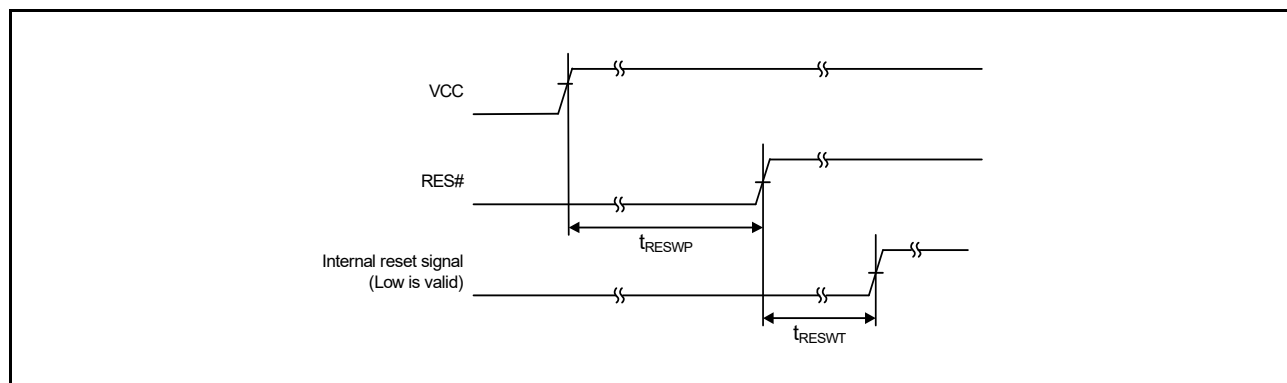 VCC
RES#
tRESWP
Internal reset signal
(Low is valid)
tRESWT